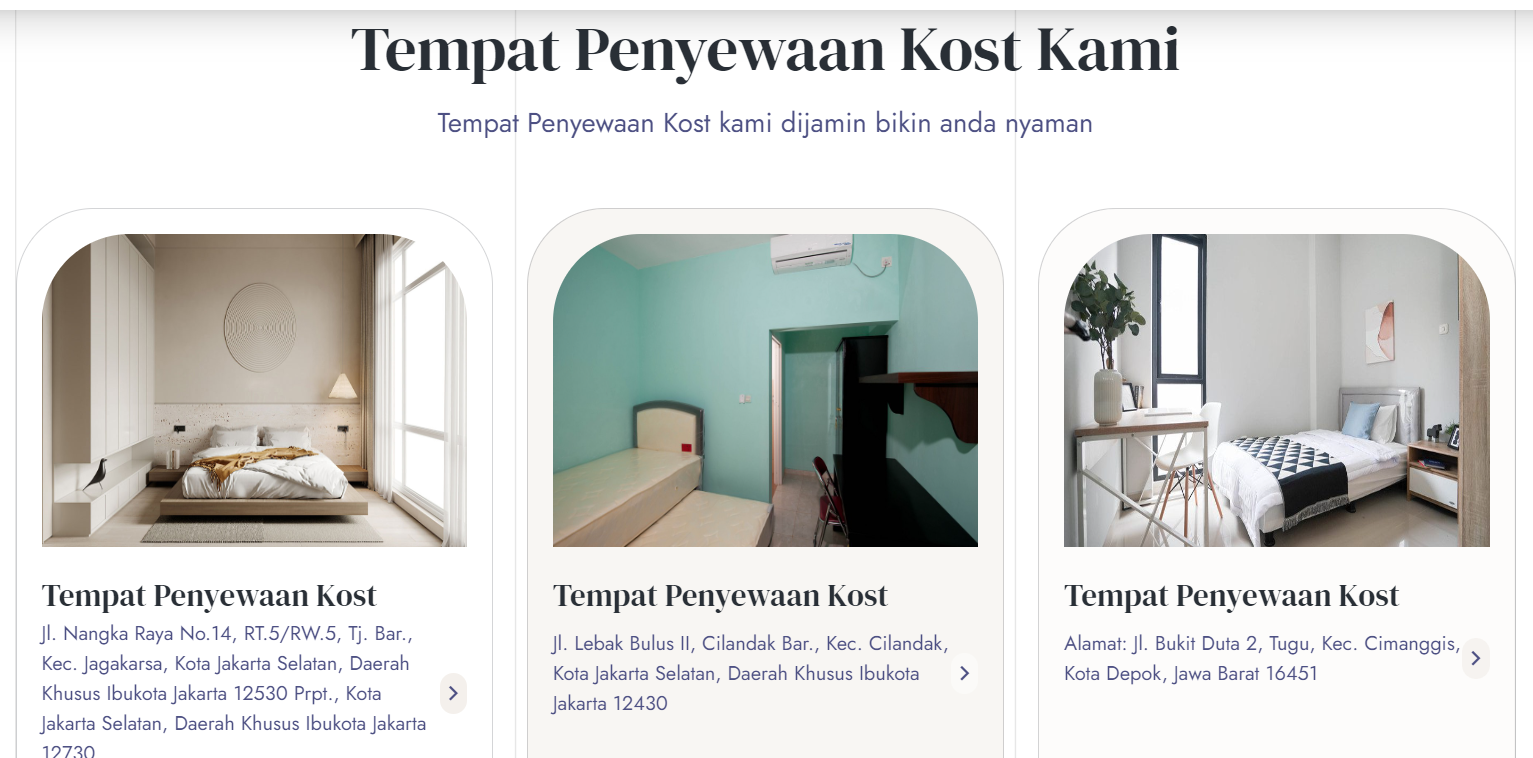 Tempat Penyewaan Kost Kami
Tempat Penyewaan Kost kami dijamin bikin anda nyaman
Tempat Penyewaan Kost
Jl. Nangka Raya No.14, RT.5/RW.5, Tj. Bar.,
Kec. Jagakarsa, Kota Jakarta Selatan, Daerah
Khusus Ibukota Jakarta 12530 Prpt., Kota
Jakarta Selatan, Daerah Khusus Ibukota Jakarta
12730
Tempat Penyewaan Kost
Jl. Lebak Bulus II, Cilandak Bar., Kec. Cilandak,
Kota Jakarta Selatan, Daerah Khusus Ibukota
Jakarta 12430
Tempat Penyewaan Kost
Alamat: Jl. Bukit Duta 2, Tugu, Kec. Cimanggis,
Kota Depok, Jawa Barat 16451